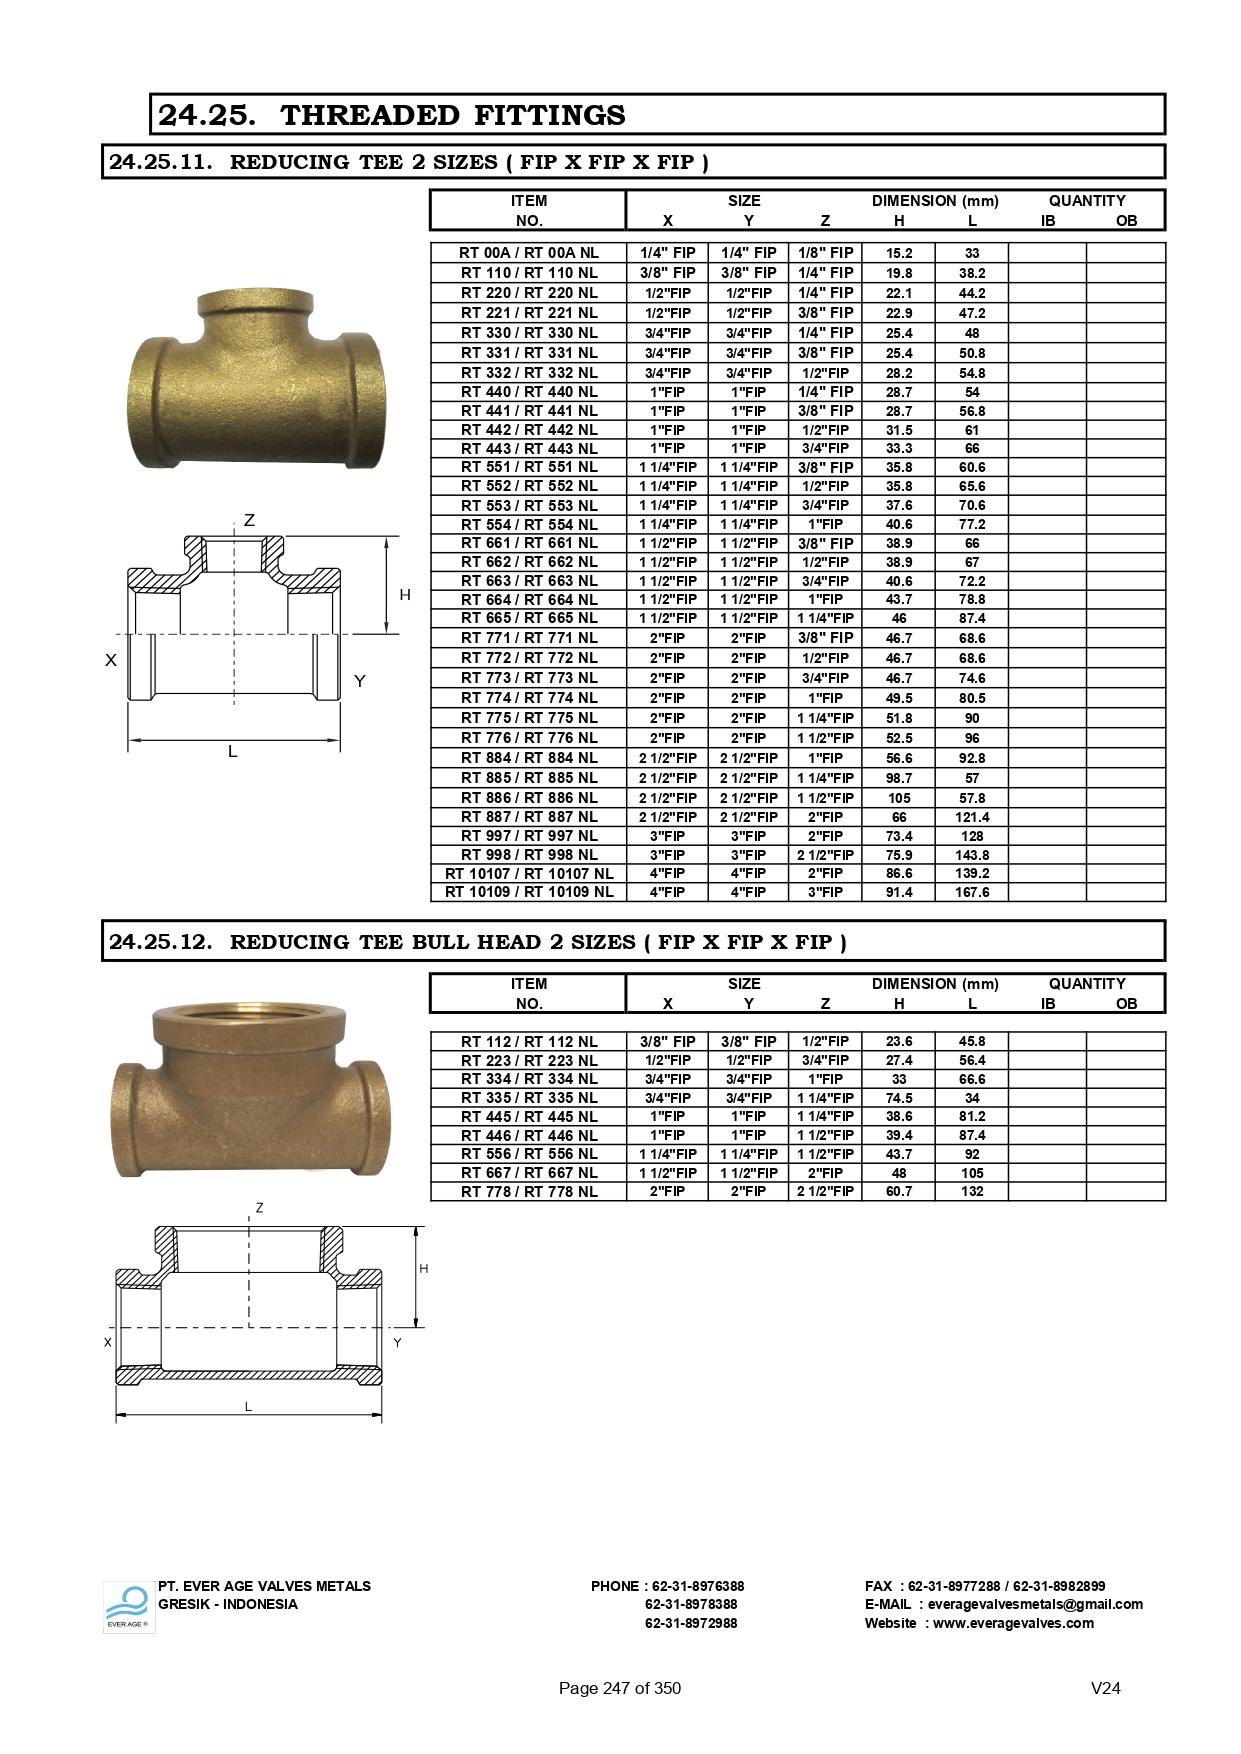 24.25. THREADED FITTINGS
24.25.11. REDUCING TEE 2 SIZES ( FIP X FIP X FIP )
ITEM SIZE DIMENSION (mm) QUANTITY
NO. X Y Z H L IB OB
RT 00A / RT 00A NL 1/4" FIP 1/4" FIP 1/8" FIP 15.2 33
RT 110 / RT 110 NL 3/8" FIP 3/8" FIP 1/4" FIP 19.8 38.2
RT 220 / RT 220 NL 1/2"FIP 1/2"FIP 1/4" FIP 22.1 44.2
RT 221 / RT 221 NL 1/2"FIP 1/2"FIP 3/8" FIP 22.9 47.2
RT 330 / RT 330 NL 3/4"FIP 3/4"FIP 1/4" FIP 25.4 48
RT 331 / RT 331 NL 3/4"FIP 3/4"FIP 3/8" FIP 25.4 50.8
RT 332 / RT 332 NL 3/4"FIP 3/4"FIP 1/2"FIP 28.2 54.8
RT 440 / RT 440 NL 1"FIP 1"FIP 1/4" FIP 28.7 54
RT 441 / RT 441 NL 1"FIP 1"FIP 3/8" FIP 28.7 56.8
RT 442 / RT 442 NL 1"FIP 1"FIP 1/2"FIP 31.5 61
RT 443 / RT 443 NL 1"FIP 1"FIP 3/4"FIP 33.3 66
RT 551 / RT 551 NL 1 1/4"FIP 1 1/4"FIP 3/8" FIP 35.8 60.6
RT 552 / RT 552 NL 1 1/4"FIP 1 1/4"FIP 1/2"FIP 35.8 65.6
RT 553 / RT 553 NL 1 1/4"FIP 1 1/4"FIP 3/4"FIP 37.6 70.6
RT 554 / RT 554 NL 1 1/4"FIP 1 1/4"FIP 1"FIP 40.6 77.2
RT 661 / RT 661 NL 1 1/2"FIP 1 1/2"FIP 3/8" FIP 38.9 66
RT 662 / RT 662 NL 1 1/2"FIP 1 1/2"FIP 1/2"FIP 38.9 67
RT 663 / RT 663 NL 1 1/2"FIP 1 1/2"FIP 3/4"FIP 40.6 72.2
RT 664 / RT 664 NL 1 1/2"FIP 1 1/2"FIP 1"FIP 43.7 78.8
RT 665 / RT 665 NL 1 1/2"FIP 1 1/2"FIP 1 1/4"FIP 46 87.4
RT 771 / RT 771 NL 2"FIP 2"FIP 3/8" FIP 46.7 68.6
RT 772 / RT 772 NL 2"FIP 2"FIP 1/2"FIP 46.7 68.6
RT 773 / RT 773 NL 2"FIP 2"FIP 3/4"FIP 46.7 74.6
RT 774 / RT 774 NL 2"FIP 2"FIP 1"FIP 49.5 80.5
RT 775 / RT 775 NL 2"FIP 2"FIP 1 1/4"FIP 51.8 90
RT 776 / RT 776 NL 2"FIP 2"FIP 1 1/2"FIP 52.5 96
RT 884 / RT 884 NL 2 1/2"FIP 2 1/2"FIP 1"FIP 56.6 92.8
RT 885 / RT 885 NL 2 1/2"FIP 2 1/2"FIP 1 1/4"FIP 98.7 57
RT 886 / RT 886 NL 2 1/2"FIP 2 1/2"FIP 1 1/2"FIP 105 57.8
RT 887 / RT 887 NL 2 1/2"FIP 2 1/2"FIP 2"FIP 66 121.4
RT 997 / RT 997 NL 3"FIP 3"FIP 2"FIP 73.4 128
RT 998 / RT 998 NL 3"FIP 3"FIP 2 1/2"FIP 75.9 143.8
RT 10107 / RT 10107 NL 4"FIP 4"FIP 2"FIP 86.6 139.2
RT 10109 / RT 10109 NL 4"FIP 4"FIP 3"FIP 91.4 167.6
Z
H
X
Y
L
24.25.12. REDUCING TEE BULL HEAD 2 SIZES ( FIP X FIP X FIP )
ITEM SIZE DIMENSION (mm) QUANTITY
NO. X Y Z H L IB OB
RT 112 / RT 112 NL 3/8" FIP 3/8" FIP 1/2"FIP 23.6 45.8
RT 223 / RT 223 NL 1/2"FIP 1/2"FIP 3/4"FIP 27.4 56.4
RT 334 / RT 334 NL 3/4"FIP 3/4"FIP 1"FIP 33 66.6
RT 335 / RT 335 NL 3/4"FIP 3/4"FIP 1 1/4"FIP 74.5 34
RT 445 / RT 445 NL 1"FIP 1"FIP 1 1/4"FIP 38.6 81.2
RT 446 / RT 446 NL 1"FIP 1"FIP 1 1/2"FIP 39.4 87.4
RT 556 / RT 556 NL 1 1/4"FIP 1 1/4"FIP 1 1/2"FIP 43.7 92
RT 667 / RT 667 NL 1 1/2"FIP 1 1/2"FIP 2"FIP 48 105
RT 778 / RT 778 NL 2"FIP 2"FIP 2 1/2"FIP 60.7 132
Z
H
X Y
L
PT. EVER AGE VALVES METALS PHONE : 62-31-8976388 FAX : 62-31-8977288 / 62-31-8982899
GRESIK - INDONESIA 62-31-8978388 E-MAIL : everagevalvesmetals@gmail.com
EVER AGE ® 62-31-8972988 Website : www.everagevalves.com
Page 247 of 350 V24